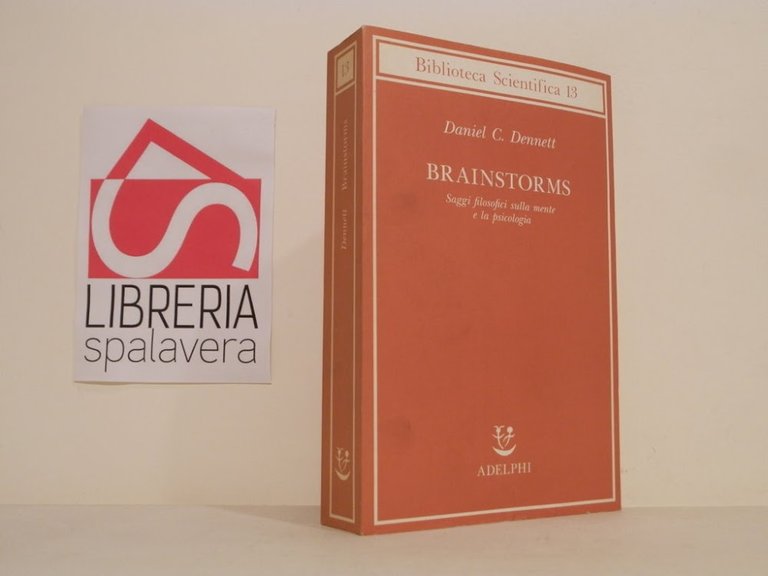 LIBRERIA
spalavera
13
Dennett Brainstorms
Biblioteca Scientifica 13
Daniel C. Dennett
BRAINSTORMS
Saggi filosofici sulla mente
e la psicologia
ADELPHI